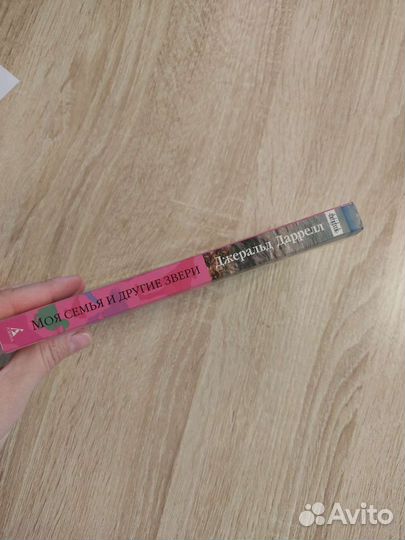 Моя семья и другие звери
Джеральд Даррелл
Avito